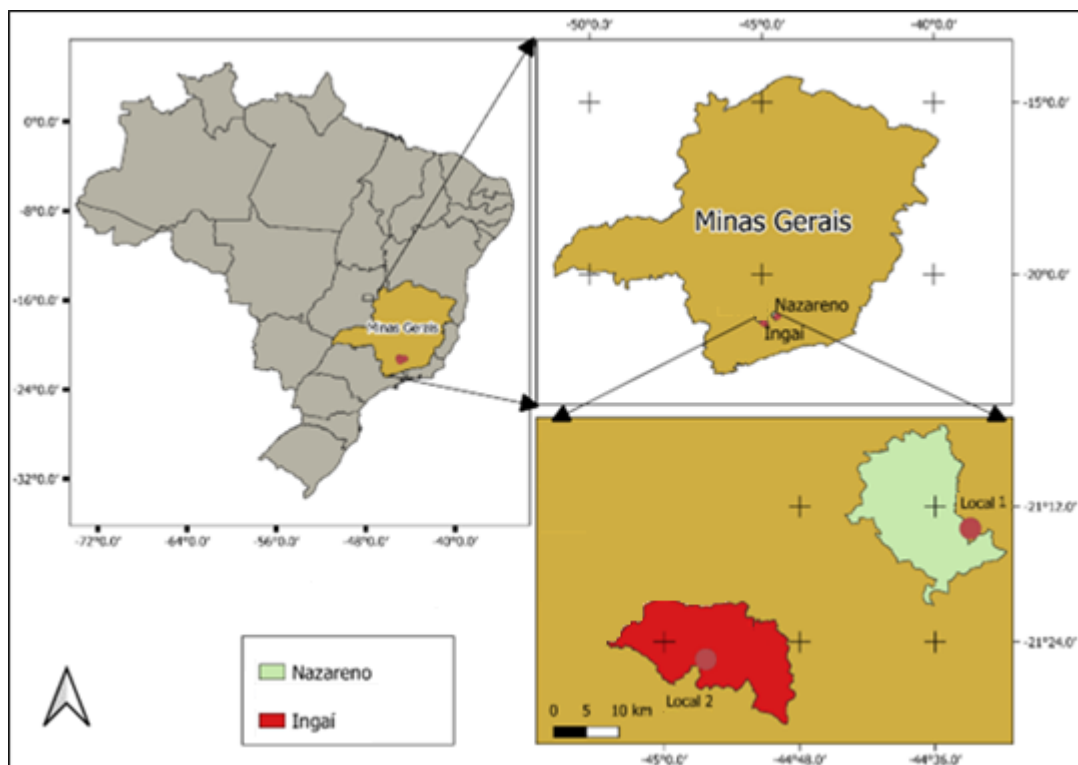 -50°0.0' -45°0.0' -40°0.0'
0°0.0'
-8°0.0'
-16°0.0'
-24°0.0'
-32°0.0'
-72°0.0' -64°0.0' -56°0.0' -48°0.0' -40°0.0'
Minas Gerais
-15°0.0'
-20°0.0'
Minas Gerais
Nazareno
Ingaí
Local 1
-21°12.0'
-21°24.0'
Local 2
0 5 10 km
-45°0.0' -44°48.0' -44°36.0'
Nazareno
Ingaí